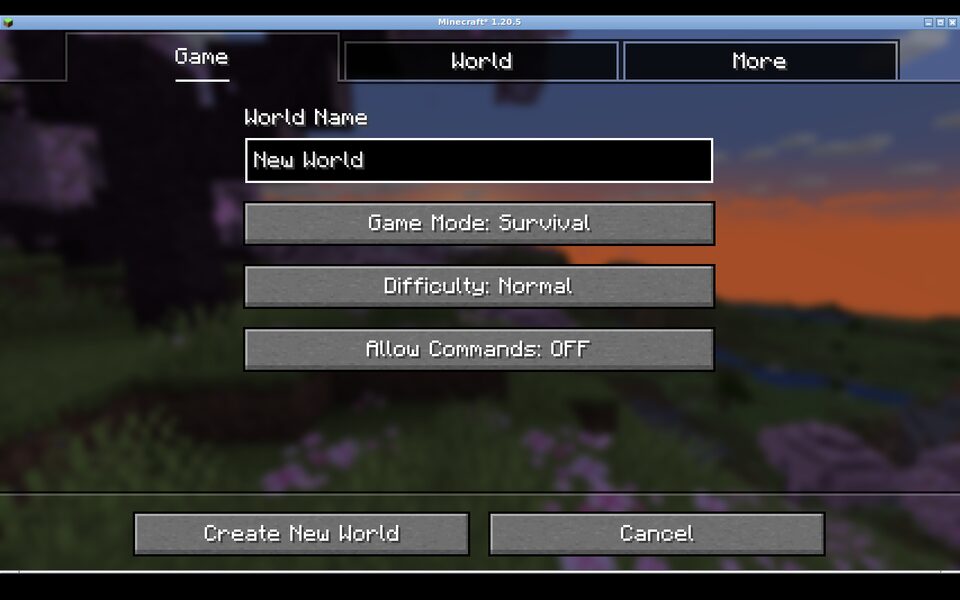 Minecraft* 1.20.5
Game
World
More
World Name
New World
Game Mode: Survival
Difficulty: Normal
Allow Commands: OFF
Create New World
Cancel